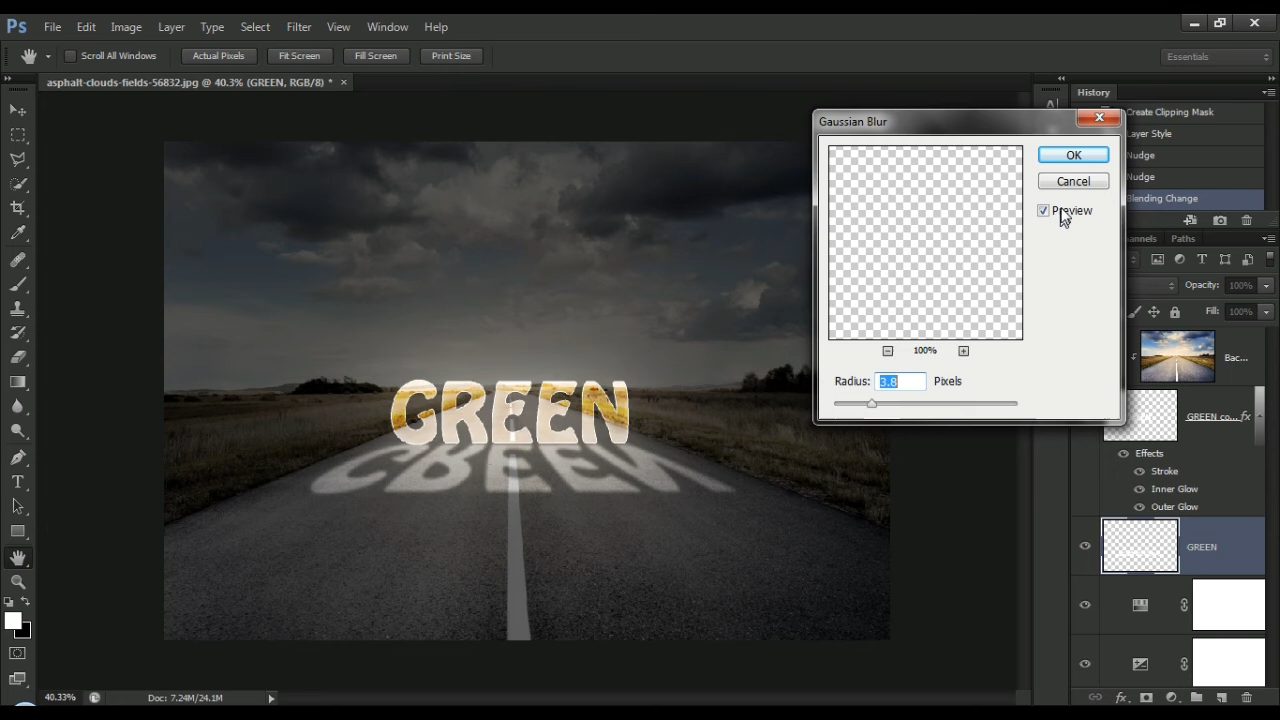 Ps File Edit Image Layer Type Select Filter View Window Help
Scroll All Windows Actual Pixels Fit Screen Fill Screen Print Size Essentials
asphalt-clouds-fields-56832.jpg @ 40.3% (GREEN, RGB/8) * ×
History
Create Clipping Mask
Layer Style
Nudge
Nudge
Blending Change
Gaussian Blur
OK
Cancel
Preview
100%
Radius: 3.8 Pixels
Paths
Opacity: 100%
Fill: 100%
Bac...
GREEN co... fx
Effects
Stroke
Inner Glow
Outer Glow
GREEN
GREEN
GREEN
40.33% Doc: 7.24M/24.1M